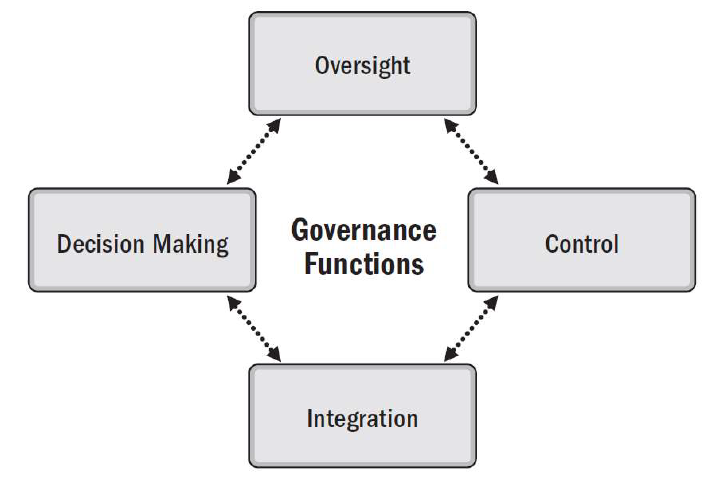 Oversight
Decision Making
Governance
Functions
Control
Integration